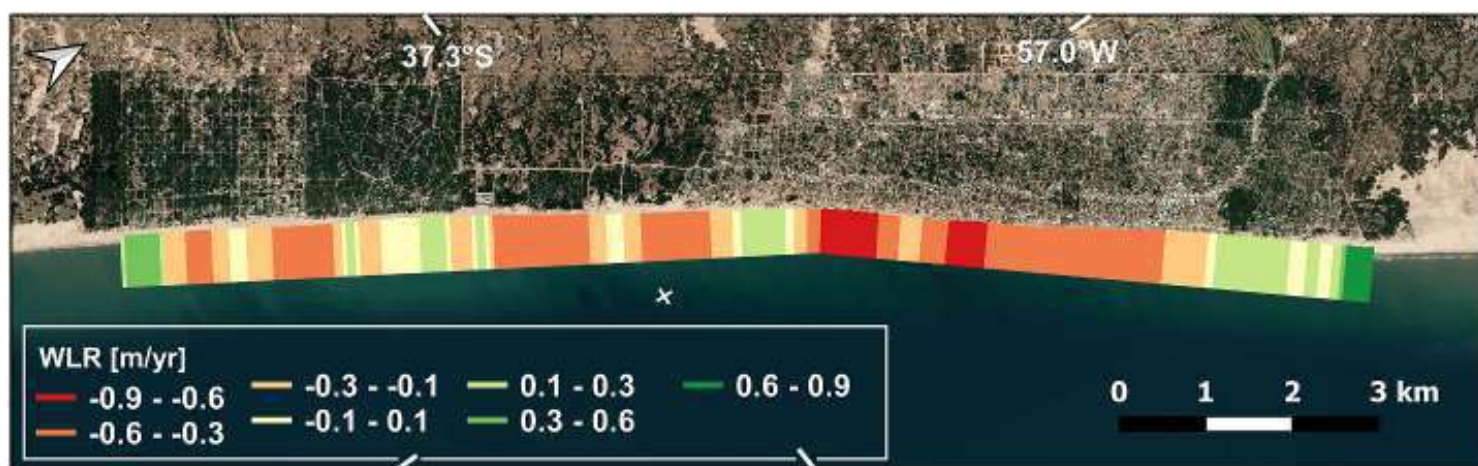 37.3°S
57.0°W
WLR [m/yr]
-0.9 - -0.6
-0.3 - -0.1
0.1 - 0.3
0.6 - 0.9
-0.6 - -0.3
-0.1 - 0.1
0.3 - 0.6
0 1 2 3 km